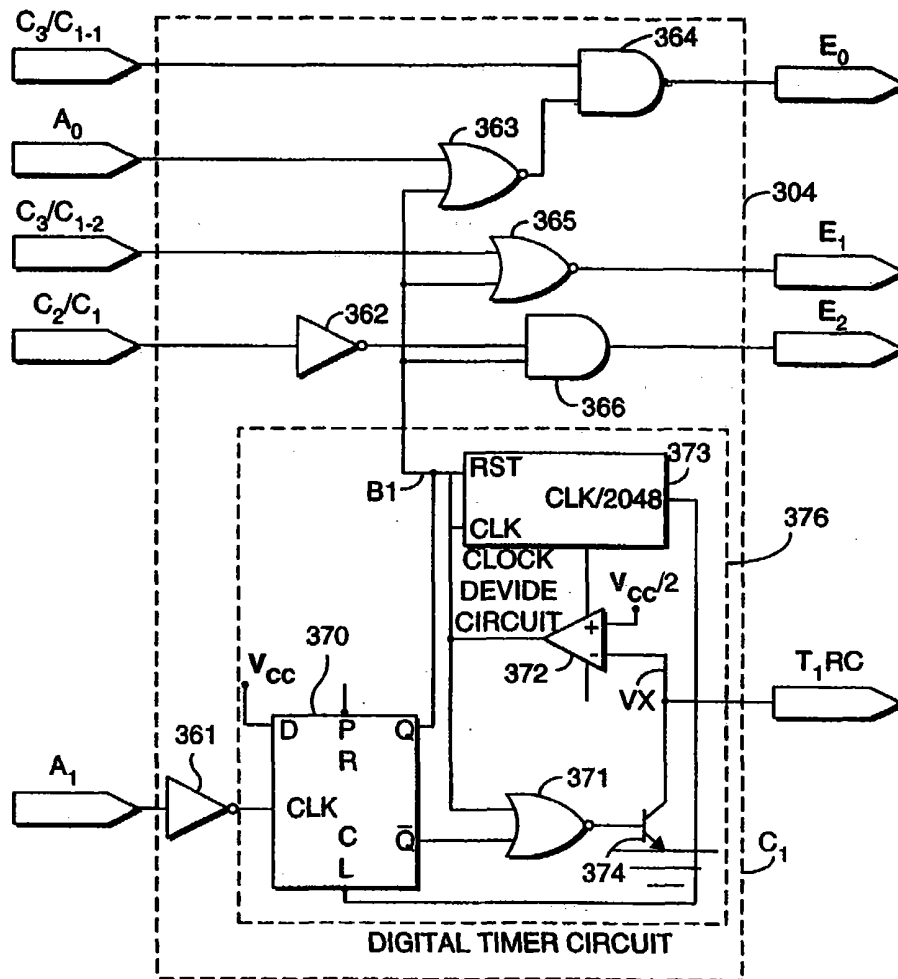 C3/C1-1
364
E0
A0
363
304
C3/C1-2
365
E1
C2/C1
362
E2
366
B1
RST
373
CLK/2048
CLK
376
CLOCK
DEVIDE
CIRCUIT
VCC/2
+
-
372
370
VCC
T1RC
VX
D
P
R
Q
361
A1
371
CLK
C
L
Q̅
374
C1
DIGITAL TIMER CIRCUIT